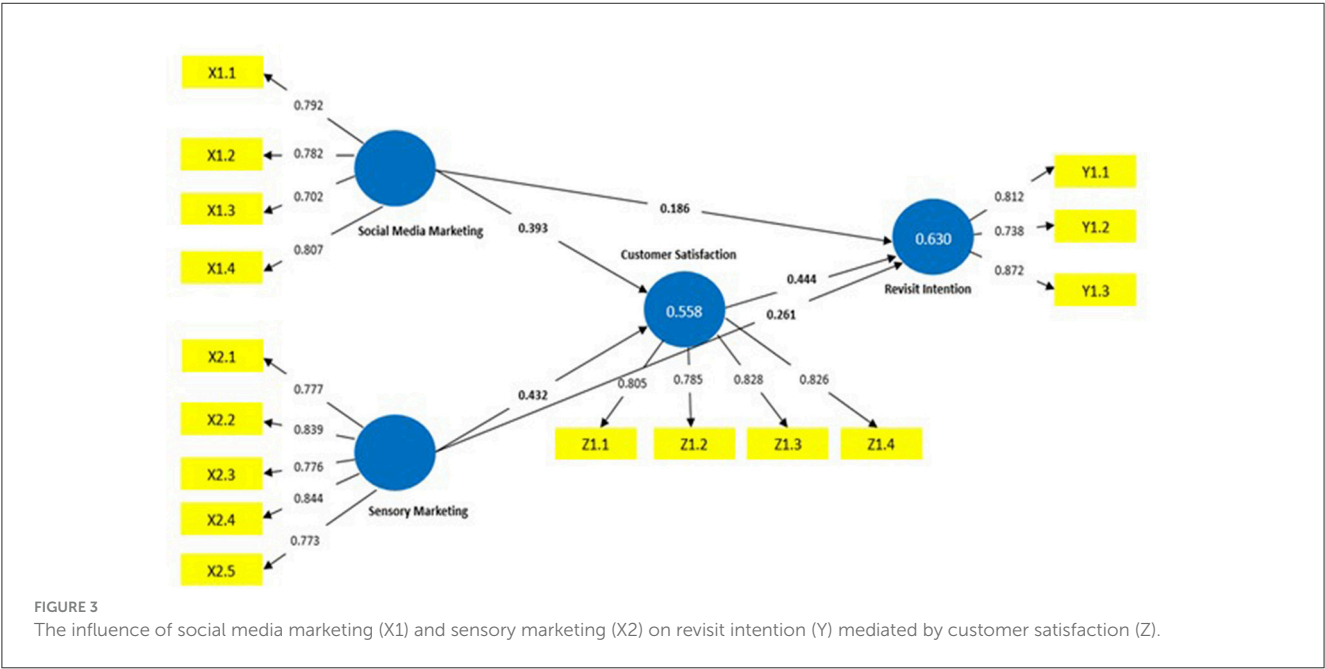 X1.1
0.792
X1.2
0.782
X1.3
0.702
X1.4
0.807
Social Media Marketing
0.186
0.393
Customer Satisfaction
0.558
0.444
0.261
0.630
Revisit Intention
0.812
Y1.1
0.738
Y1.2
0.872
Y1.3
X2.1
0.777
X2.2
0.839
X2.3
0.776
X2.4
0.844
X2.5
0.773
Sensory Marketing
0.432
0.805
0.785
0.828
0.826
Z1.1
Z1.2
Z1.3
Z1.4
FIGURE 3
The influence of social media marketing (X1) and sensory marketing (X2) on revisit intention (Y) mediated by customer satisfaction (Z).